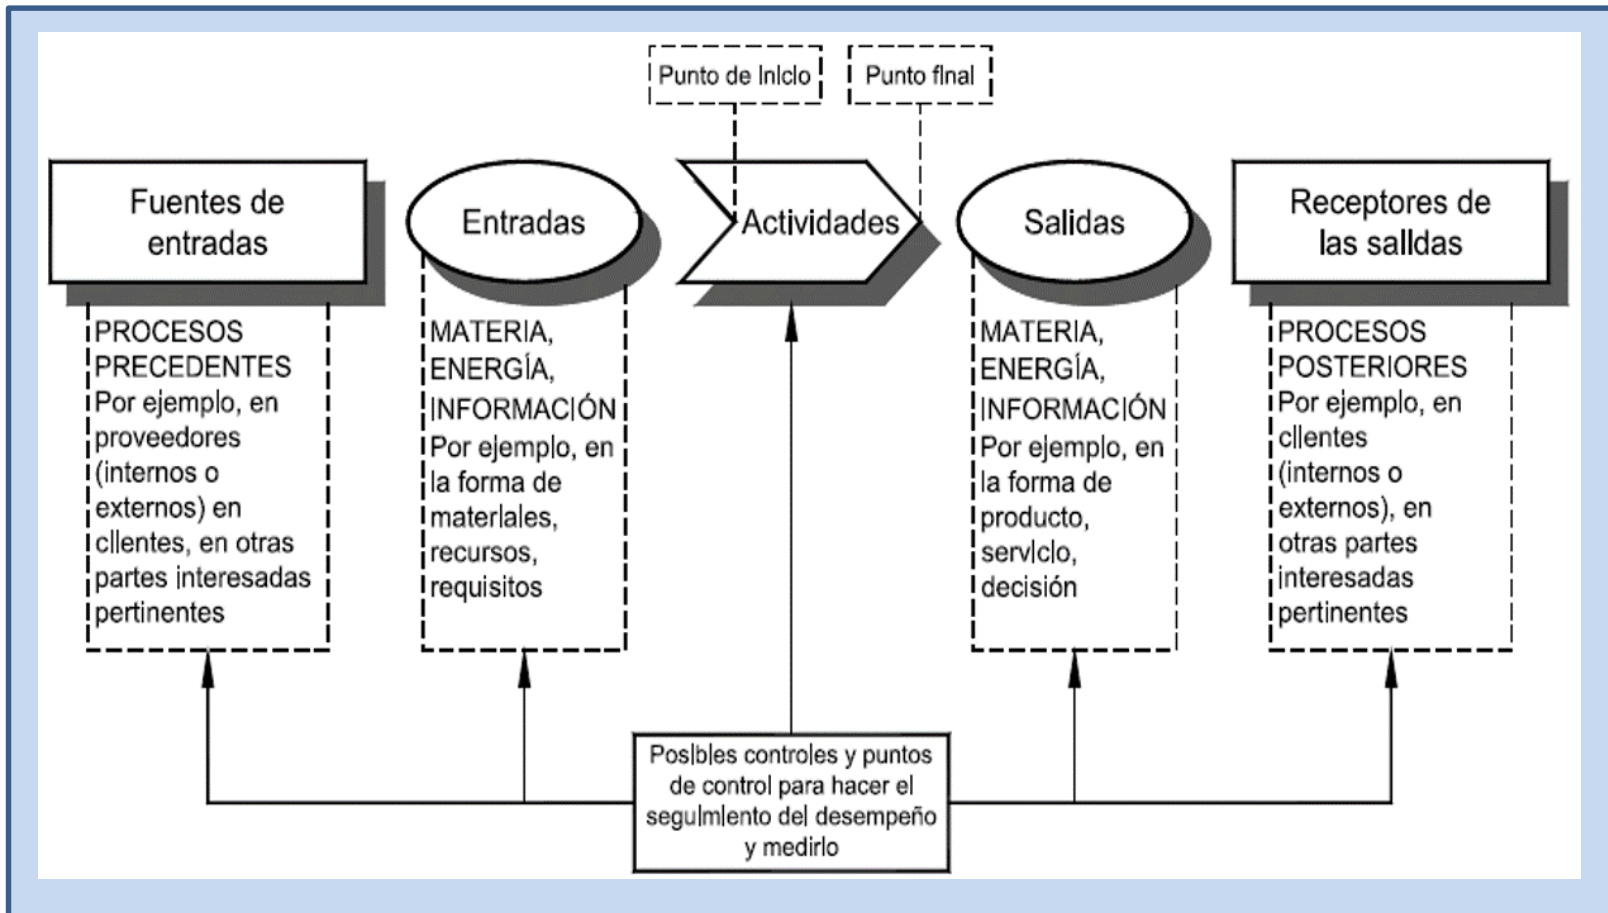 Punto de inicio
Punto final
Fuentes de
entradas
Entradas
Actividades
Salidas
Receptores de
las salidas
PROCESOS
PRECEDENTES
Por ejemplo, en
proveedores
(internos o
externos) en
clientes, en otras
partes interesadas
pertinentes
MATERIA,
ENERGÍA,
INFORMACIÓN
Por ejemplo, en
la forma de
materiales,
recursos,
requisitos
MATERIA,
ENERGÍA,
INFORMACIÓN
Por ejemplo, en
la forma de
producto,
servicio,
decisión
PROCESOS
POSTERIORES
Por ejemplo, en
clientes
(internos o
externos), en
otras partes
interesadas
pertinentes
Posibles controles y puntos
de control para hacer el
seguimiento del desempeño
y medirlo